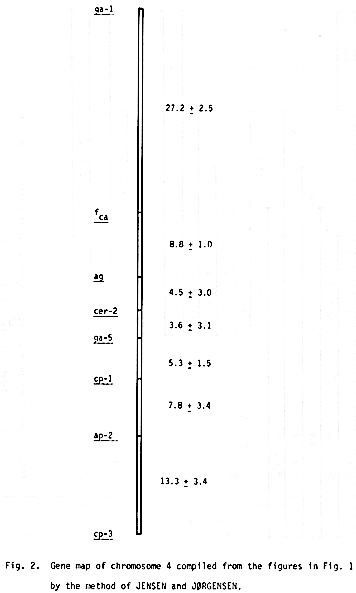 ga-1
27.2 ± 2.5
fca
8.8 ± 1.0
ag
4.5 ± 3.0
cer-2
3.6 ± 3.1
ga-5
5.3 ± 1.5
cp-1
7.8 ± 3.4
ap-2
13.3 ± 3.4
cp-3
Fig. 2. Gene map of chromosome 4 compiled from the figures in Fig. 1
by the method of JENSEN and JØRGENSEN.